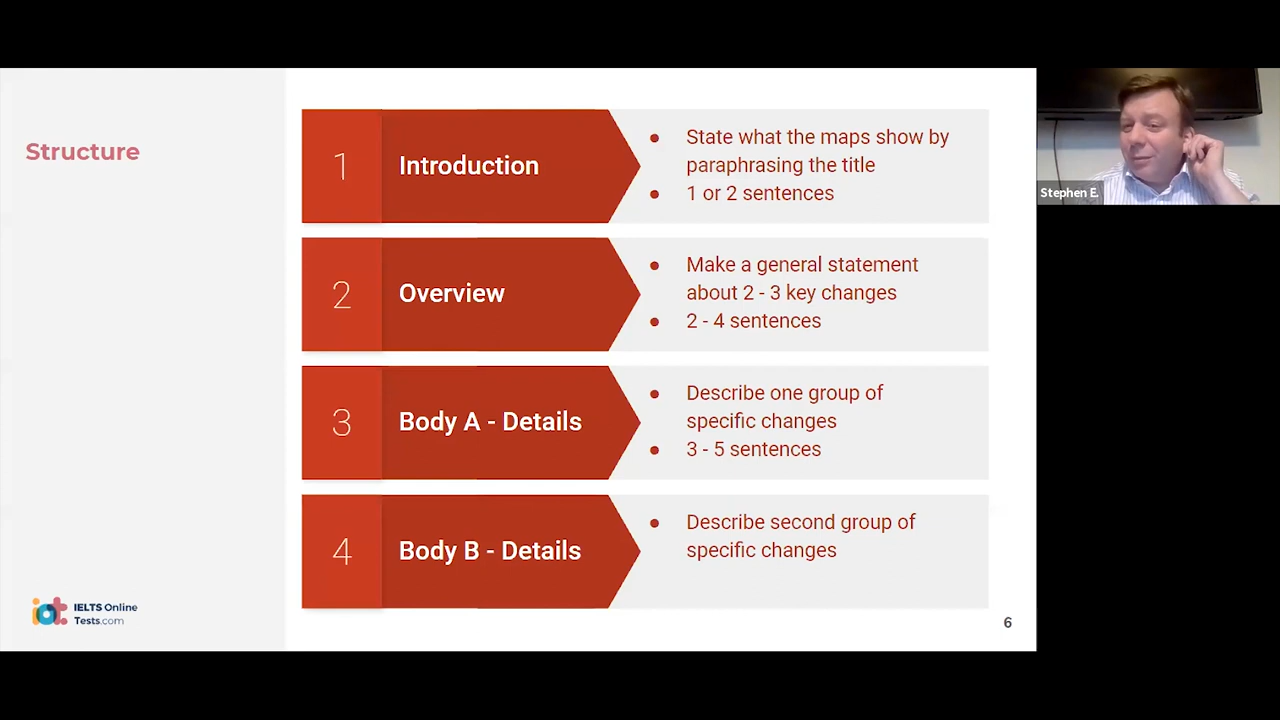 Structure
1
Introduction
● State what the maps show by
paraphrasing the title
● 1 or 2 sentences
2
Overview
● Make a general statement
about 2 - 3 key changes
● 2 - 4 sentences
3
Body A - Details
● Describe one group of
specific changes
● 3 - 5 sentences
4
Body B - Details
● Describe second group of
specific changes
iot IELTS Online
Tests.com
6
Stephen E.